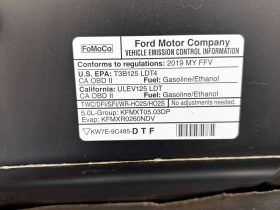 FoMoCo
Ford Motor Company
VEHICLE EMISSION CONTROL INFORMATION
Conforms to regulations: 2019 MY FFV
U.S. EPA: T3B125 LDT4
CA OBD II Fuel: Gasoline/Ethanol
California: ULEV125 LDT
CA OBD II Fuel: Gasoline/Ethanol
TWC/DF/SFI/WR-HO2S/HO2S No adjustments needed.
5.0L-Group: KFMXT05.03DP
Evap: KFMXR0260NDV
KW7E-9C485-D T F